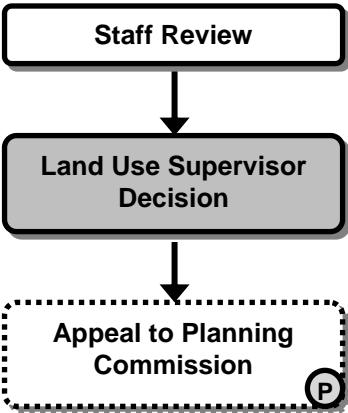 Staff Review
Land Use Supervisor
Decision
Appeal to Planning
Commission
P